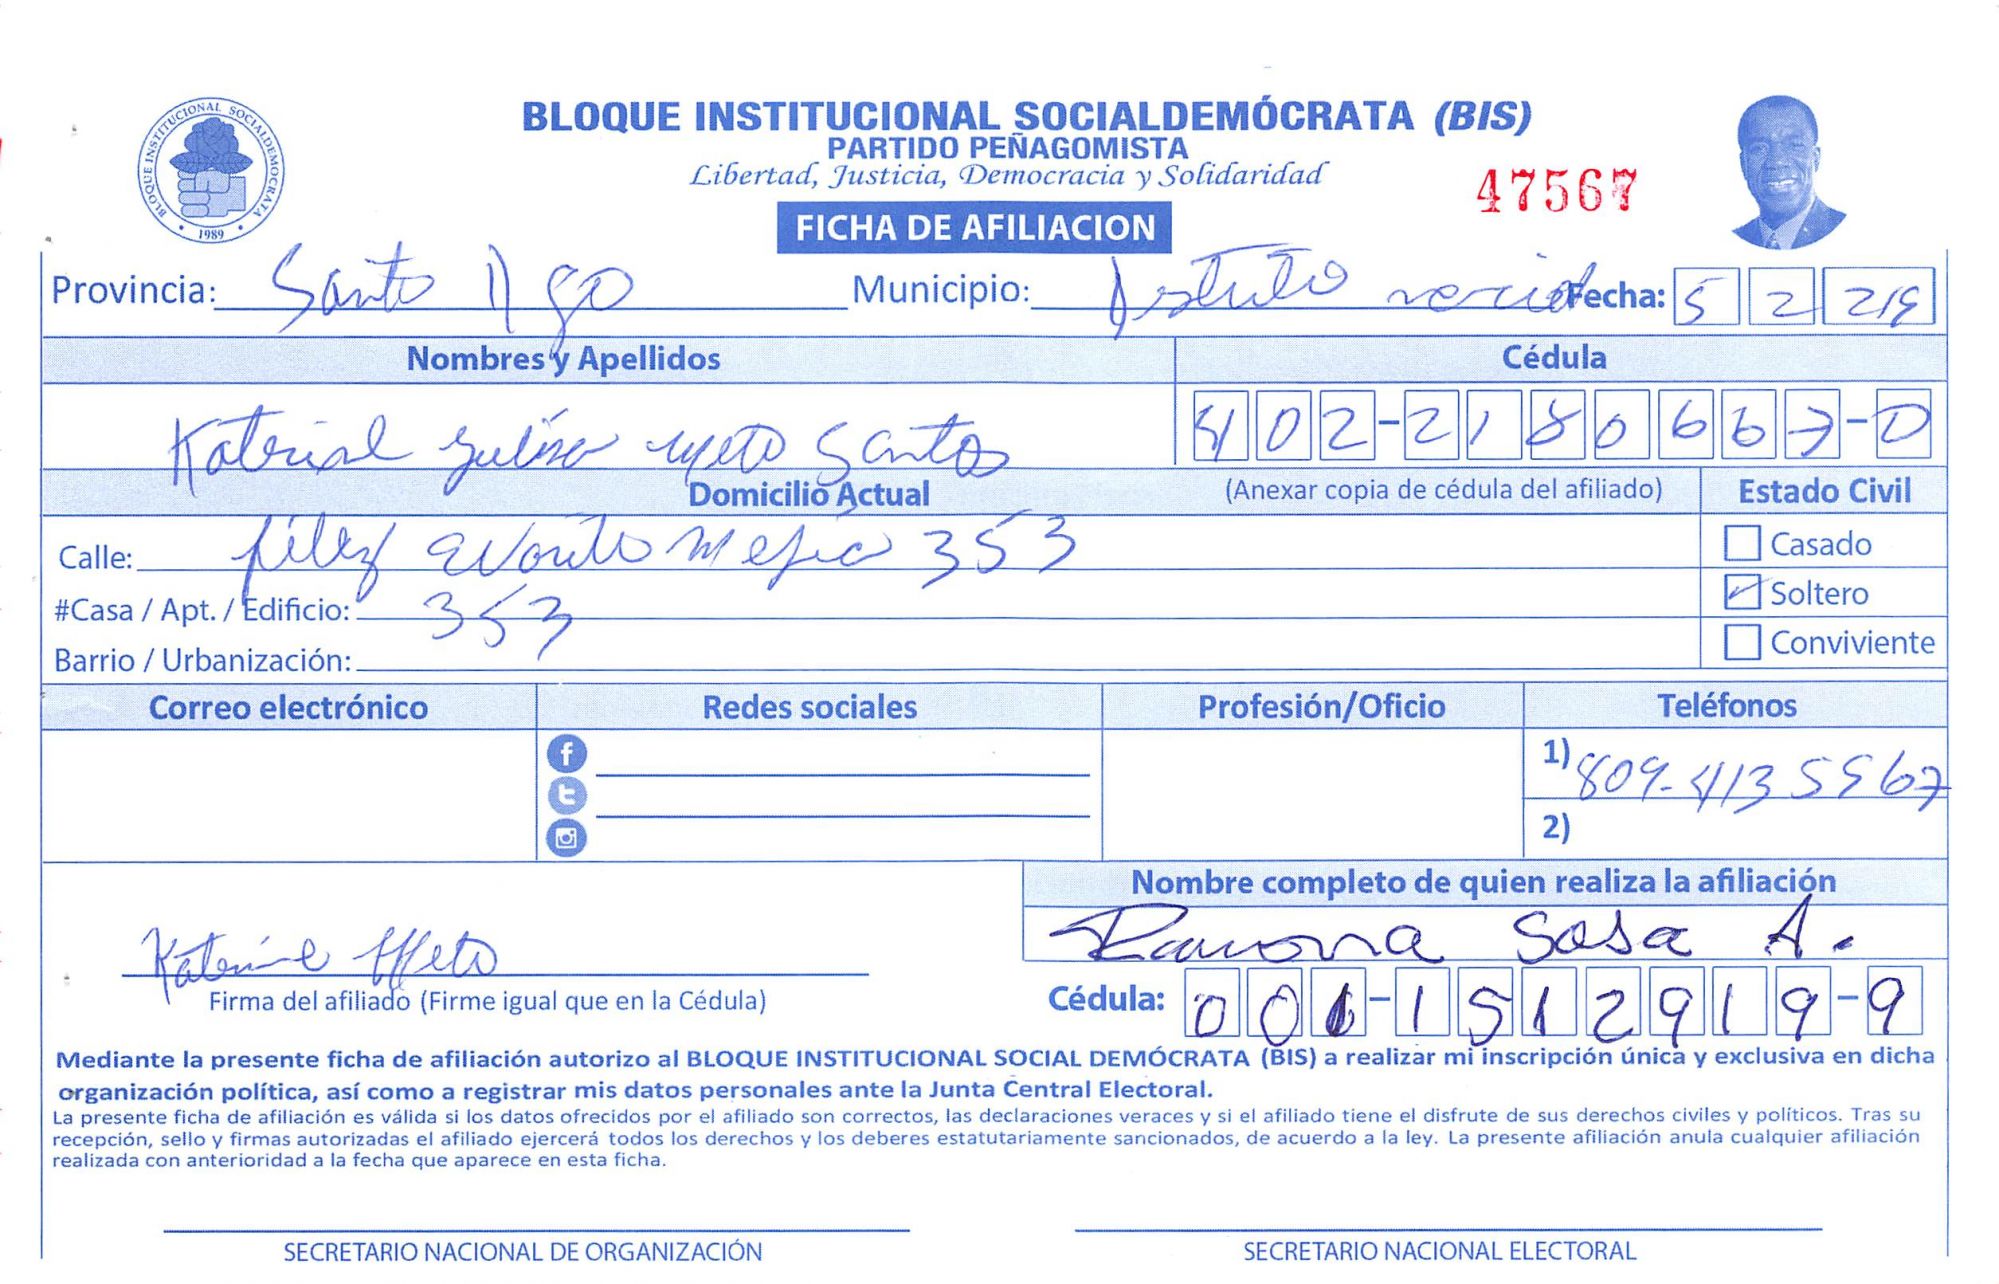 BLOQUE INSTITUCIONAL SOCIALDEMÓCRATA (BIS)
PARTIDO PEÑAGOMISTA
Libertad, Justicia, Democracia y Solidaridad
47567
BLOQUE INSTITUCIONAL SOCIALDEMOCRATA
1989
FICHA DE AFILIACION
Provincia: Santo Dgo Municipio: Fecha: 5 2 219
Nombres y Apellidos Cédula
Santos 402-2180667-0
Domicilio Actual (Anexar copia de cédula del afiliado) Estado Civil
Calle: Mejia 353 Casado
#Casa / Apt. / Edificio: 353 Soltero
Barrio / Urbanización: Conviviente
Correo electrónico Redes sociales Profesión/Oficio Teléfonos
1) 809-413 5567
2)
Nombre completo de quien realiza la afiliación
Ramona Sosa A.
Katerine
Firma del afiliado (Firme igual que en la Cédula) Cédula: 001-1512919-9
Mediante la presente ficha de afiliación autorizo al BLOQUE INSTITUCIONAL SOCIAL DEMÓCRATA (BIS) a realizar mi inscripción única y exclusiva en dicha
organización política, así como a registrar mis datos personales ante la Junta Central Electoral.
La presente ficha de afiliación es válida si los datos ofrecidos por el afiliado son correctos, las declaraciones veraces y si el afiliado tiene el disfrute de sus derechos civiles y políticos. Tras su
recepción, sello y firmas autorizadas el afiliado ejercerá todos los derechos y los deberes estatutariamente sancionados, de acuerdo a la ley. La presente afiliación anula cualquier afiliación
realizada con anterioridad a la fecha que aparece en esta ficha.
SECRETARIO NACIONAL DE ORGANIZACIÓN SECRETARIO NACIONAL ELECTORAL